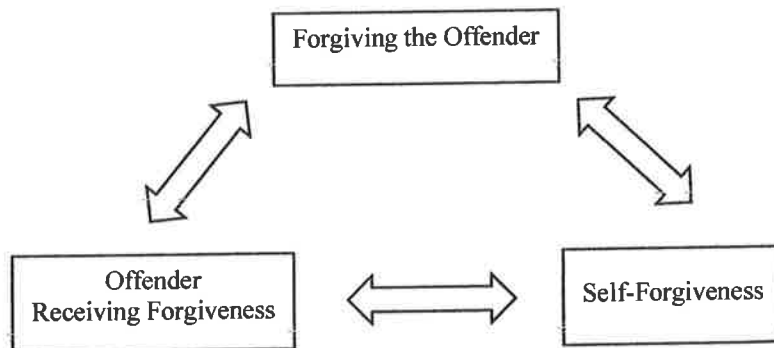 Forgiving the Offender
Offender
Receiving Forgiveness
Self-Forgiveness